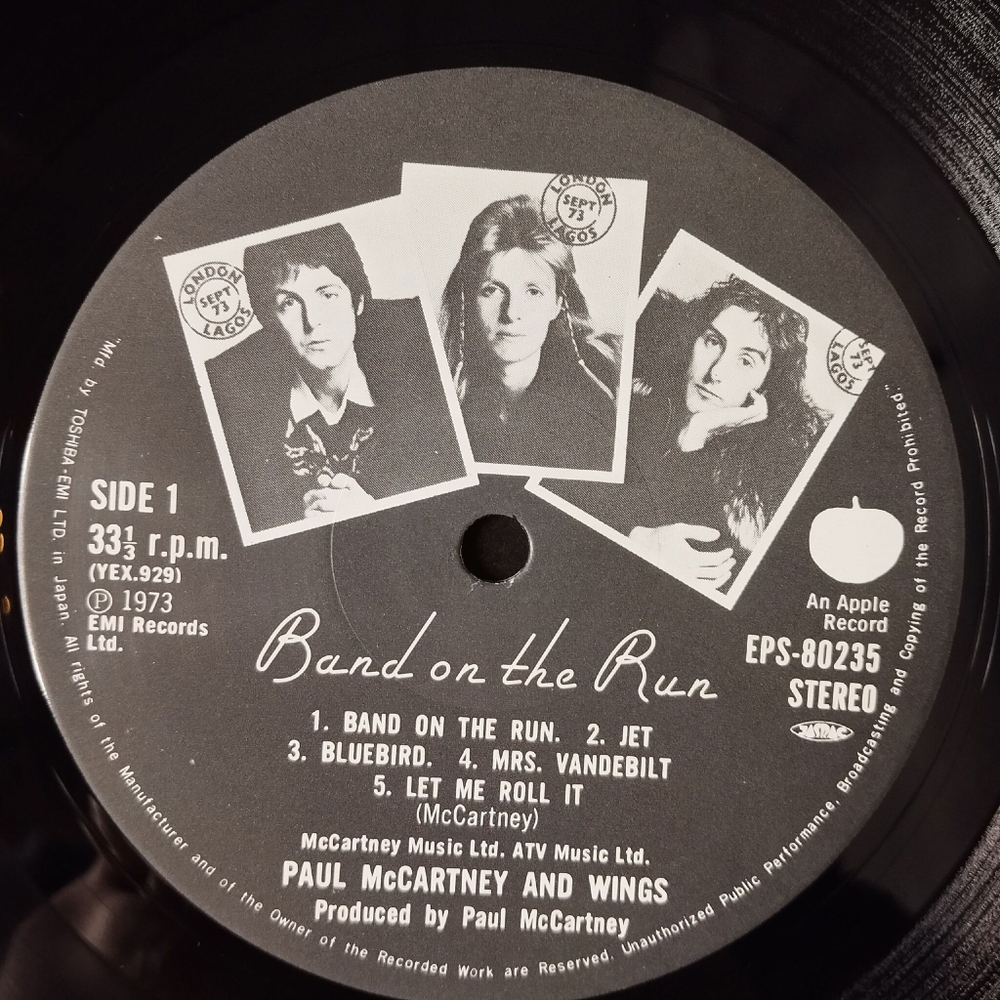 LONDON
SEPT
73
LAGOS
LONDON
SEPT
73
LAGOS
SEPT
73
LAGOS
SIDE 1
33⅓ r.p.m.
(YEX.929)
Ⓟ 1973
EMI Records
Ltd.
An Apple
Record
EPS-80235
STEREO
JASRAC
Band on the Run
1. BAND ON THE RUN. 2. JET
3. BLUEBIRD. 4. MRS. VANDEBILT
5. LET ME ROLL IT
(McCartney)
McCartney Music Ltd. ATV Music Ltd.
PAUL McCARTNEY AND WINGS
Produced by Paul McCartney
"Mfd. by TOSHIBA-EMI LTD. in Japan. All rights of the Manufacturer and of the Owner of the Recorded Work are Reserved. Unauthorized Public Performance, Broadcasting and Copying of the Record Prohibited."